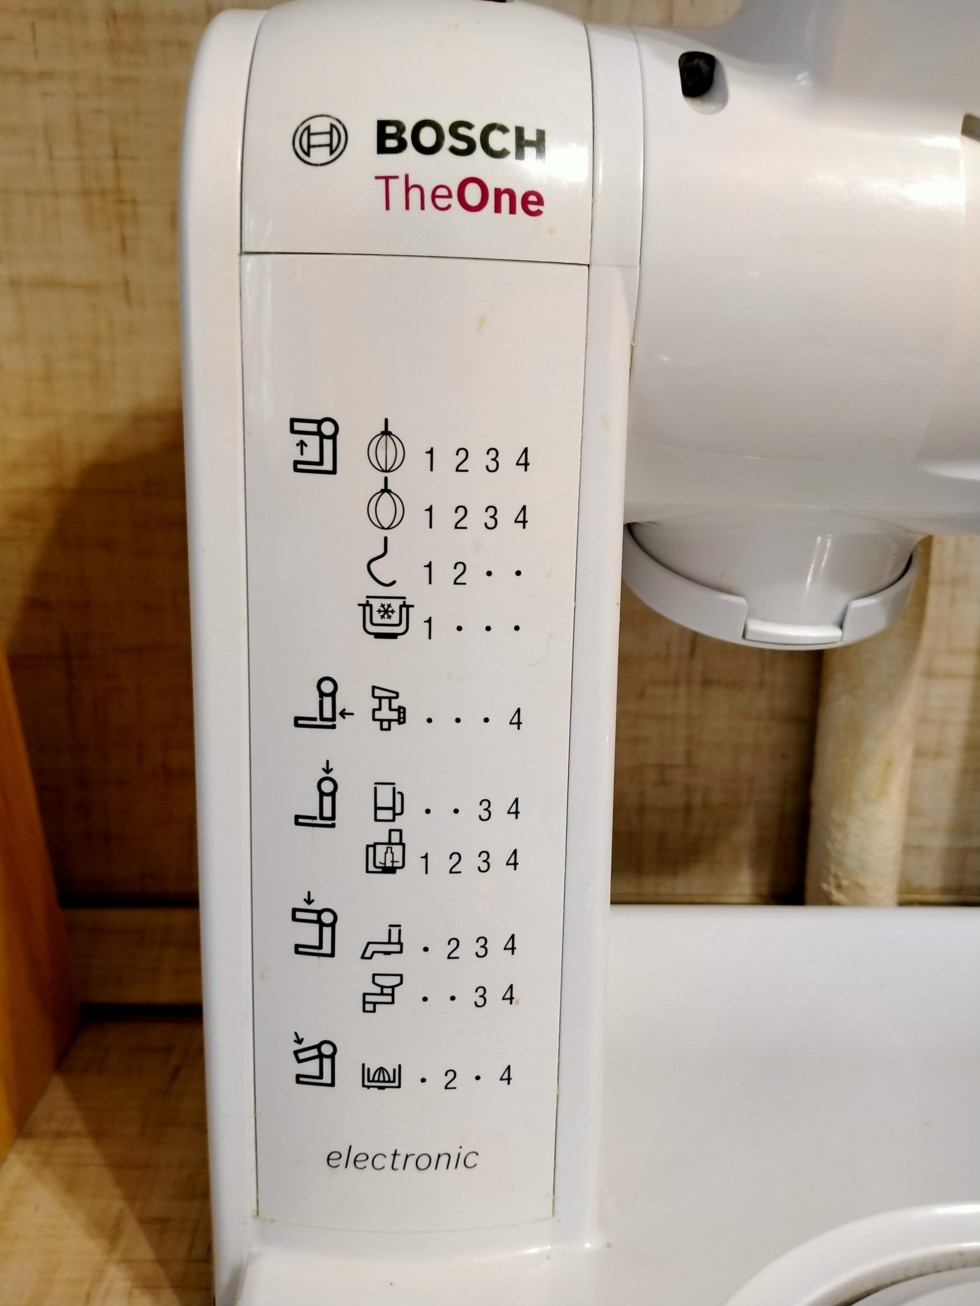 BOSCH
TheOne
1 2 3 4
1 2 3 4
1 2 · ·
1 · · ·
· · · 4
· · 3 4
1 2 3 4
· 2 3 4
· · 3 4
· 2 · 4
electronic